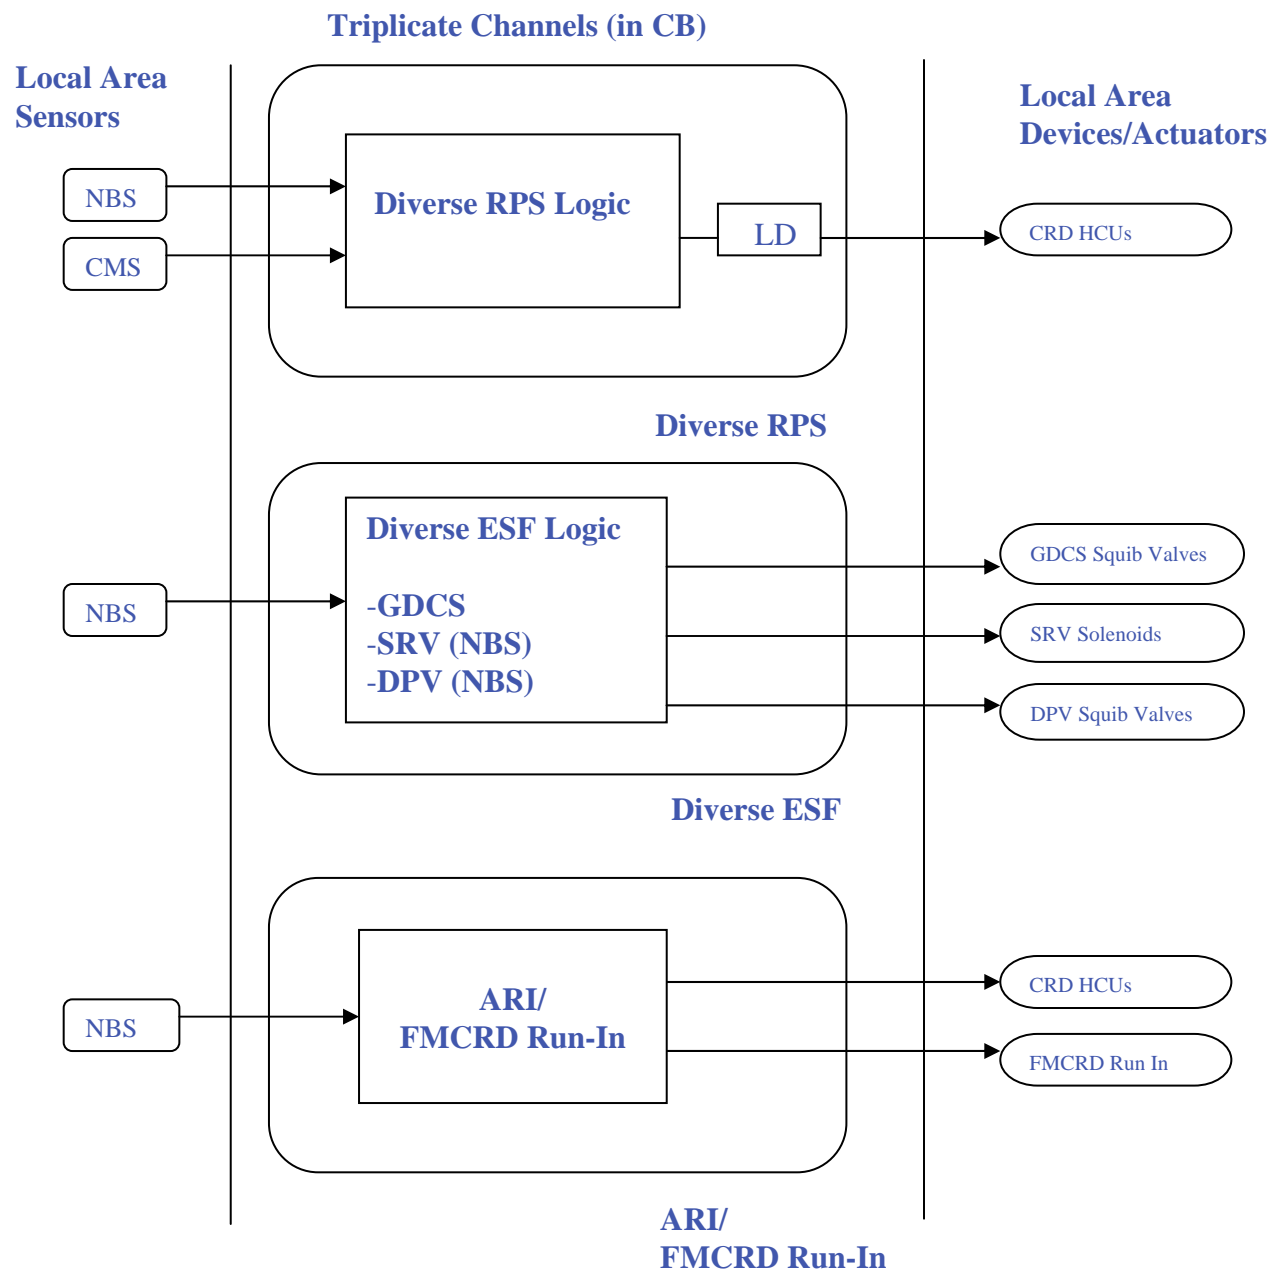 Triplicate Channels (in CB)
Local Area
Sensors
Local Area
Devices/Actuators
NBS
CMS
Diverse RPS Logic
LD
CRD HCUs
Diverse RPS
NBS
Diverse ESF Logic
-GDCS
-SRV (NBS)
-DPV (NBS)
GDCS Squib Valves
SRV Solenoids
DPV Squib Valves
Diverse ESF
NBS
ARI/
FMCRD Run-In
CRD HCUs
FMCRD Run In
ARI/
FMCRD Run-In